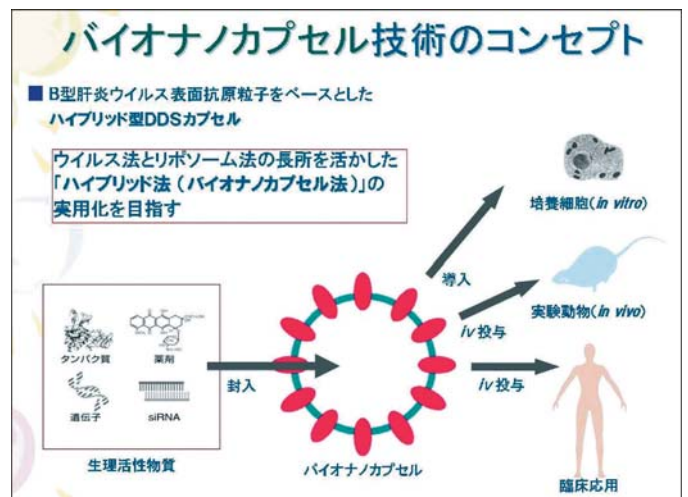 バイオナノカプセル技術のコンセプト
B型肝炎ウイルス表面抗原粒子をベースとした
ハイブリッド型DDSカプセル
ウイルス法とリポソーム法の長所を活かした
「ハイブリッド法(バイオナノカプセル法)」の
実用化を目指す
培養細胞(in vitro)
導入
実験動物(in vivo)
iv投与
タンパク質
薬剤
封入
iv投与
遺伝子
siRNA
生理活性物質
バイオナノカプセル
臨床応用